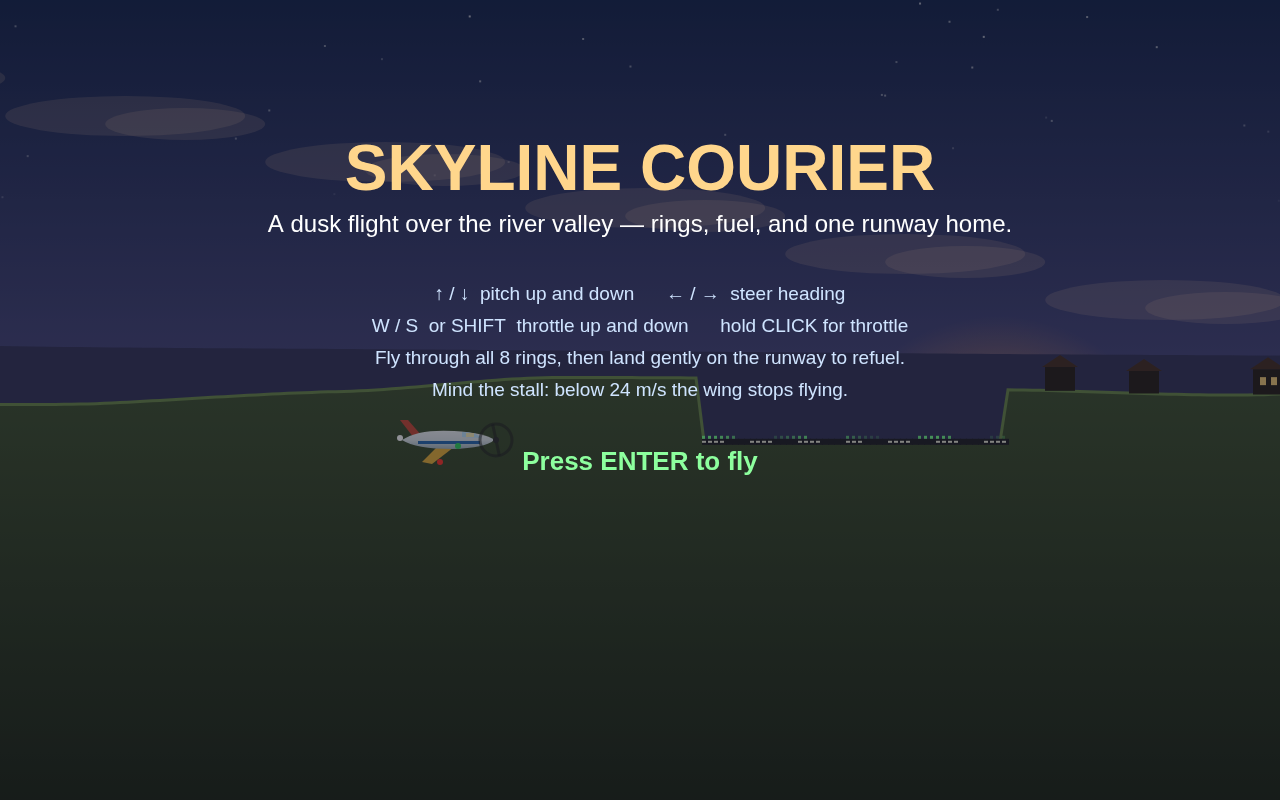 SKYLINE COURIER
A dusk flight over the river valley — rings, fuel, and one runway home.
↑ / ↓ pitch up and down ← / → steer heading
W / S or SHIFT throttle up and down hold CLICK for throttle
Fly through all 8 rings, then land gently on the runway to refuel.
Mind the stall: below 24 m/s the wing stops flying.
Press ENTER to fly